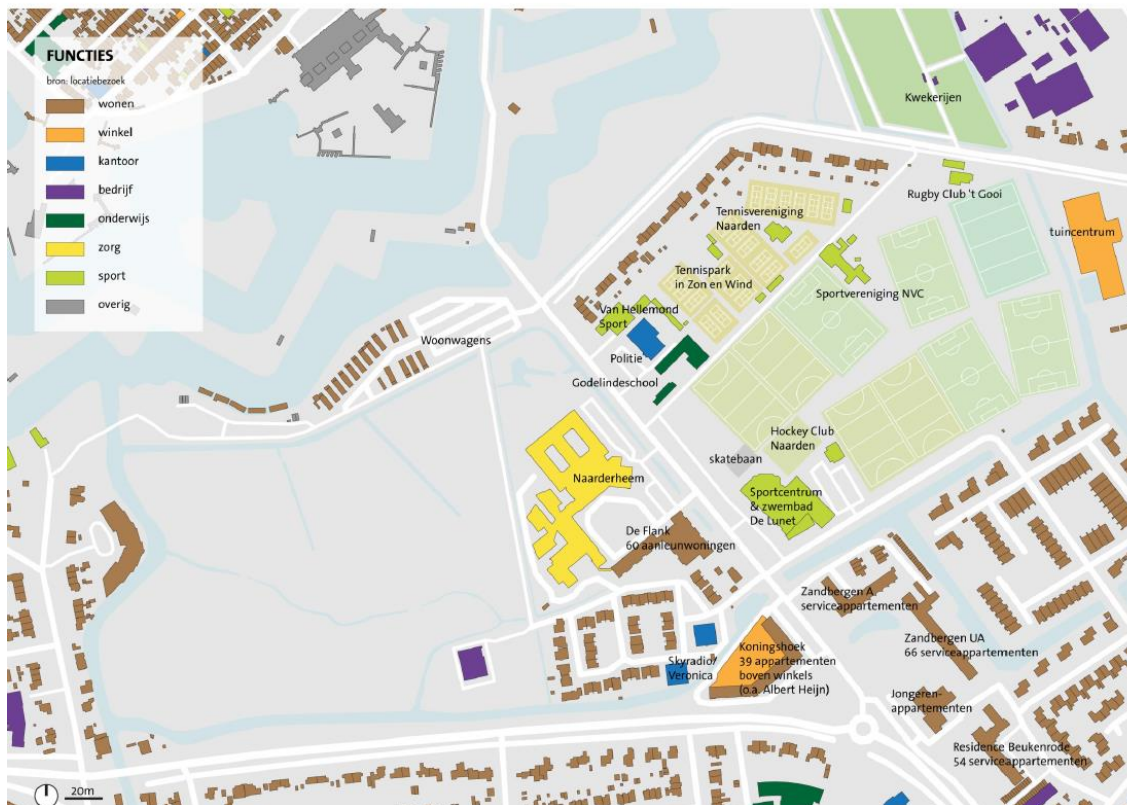 FUNCTIES
bron: locatiebezoek
wonen
winkel
kantoor
bedrijf
onderwijs
zorg
sport
overig
Kwekerijen
Rugby Club 't Gooi
tuincentrum
Tennisvereniging
Naarden
Tennispark
in Zon en Wind
Sportvereniging NVC
Van Hellemond
Sport
Politie
Godelindeschool
Woonwagens
Hockey Club
Naarden
skatebaan
Naarderheem
Sportcentrum
& zwembad
De Lunet
De Flank
60 aanleunwoningen
Zandbergen A.
serviceappartementen
Zandbergen UA
66 serviceappartementen
Skyradio/
Veronica
Koningshoek
39 appartementen
boven winkels
(o.a. Albert Heijn)
Jongeren-
appartementen
Residence Beukenrode
54 serviceappartementen
20m